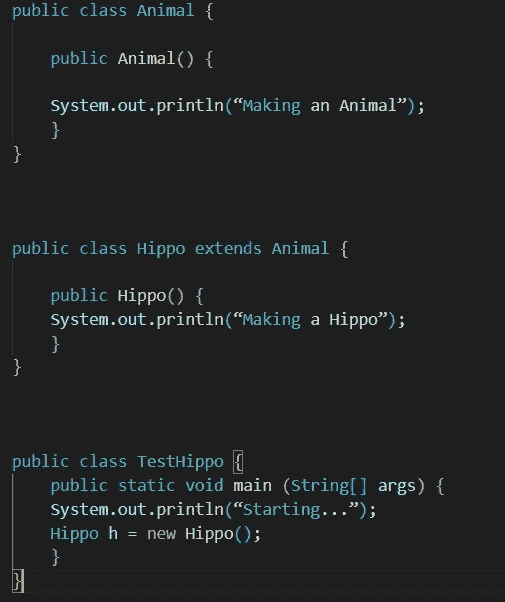 public class Animal {
public Animal() {
System.out.println(“Making an Animal”);
}
}
public class Hippo extends Animal {
public Hippo() {
System.out.println(“Making a Hippo”);
}
}
public class TestHippo {
public static void main (String[] args) {
System.out.println(“Starting...”);
Hippo h = new Hippo();
}
}